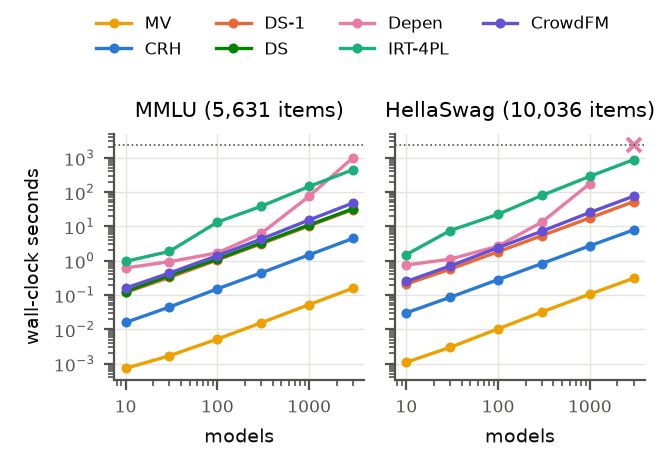 MV DS-1 Depen CrowdFM
CRH DS IRT-4PL
MMLU (5,631 items) HellaSwag (10,036 items)
wall-clock seconds
10³
10²
10¹
10⁰
10⁻¹
10⁻²
10⁻³
10 100 1000 10 100 1000
models models